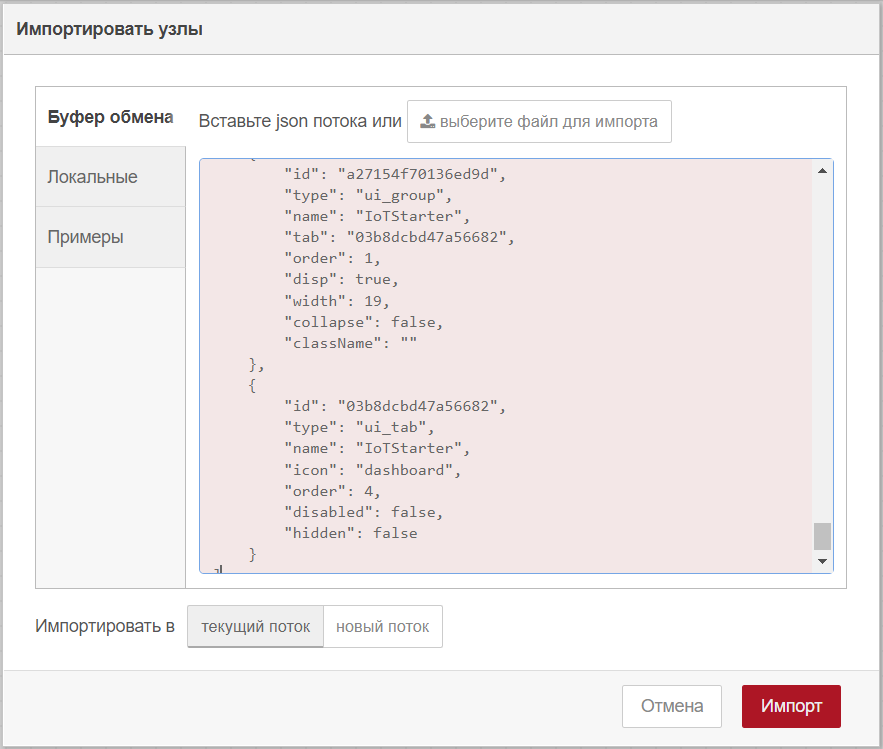 Импортировать узлы
Буфер обмена
Вставьте json потока или
выберите файл для импорта
Локальные
Примеры
{
"id": "a27154f70136ed9d",
"type": "ui_group",
"name": "IoTStarter",
"tab": "03b8dcbd47a56682",
"order": 1,
"disp": true,
"width": 19,
"collapse": false,
"className": ""
},
{
"id": "03b8dcbd47a56682",
"type": "ui_tab",
"name": "IoTStarter",
"icon": "dashboard",
"order": 4,
"disabled": false,
"hidden": false
}
]
Импортировать в
текущий поток
новый поток
Отмена
Импорт